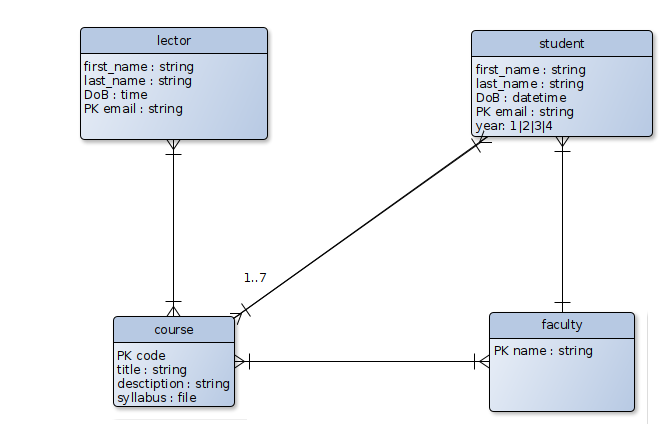 lector
first_name : string
last_name : string
DoB : time
PK email : string
student
first_name : string
last_name : string
DoB : datetime
PK email : string
year: 1|2|3|4
1..7
course
PK code
title : string
desctiption : string
syllabus : file
faculty
PK name : string